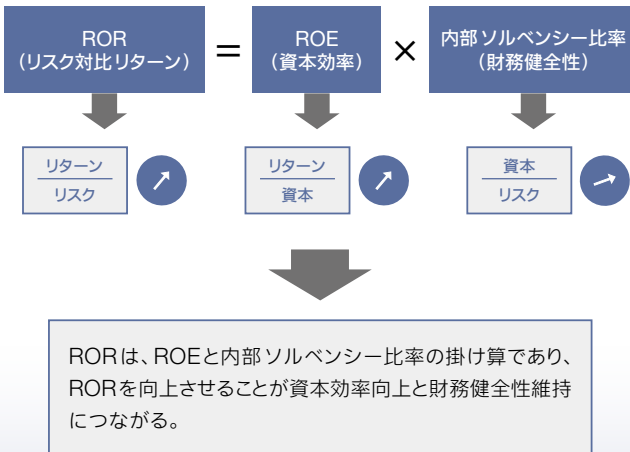 ROR
(リスク対比リターン)
=
ROE
(資本効率)
×
内部ソルベンシー比率
(財務健全性)
リターン
リスク
リターン
資本
資本
リスク
RORは、ROEと内部ソルベンシー比率の掛け算であり、
RORを向上させることが資本効率向上と財務健全性維持
につながる。